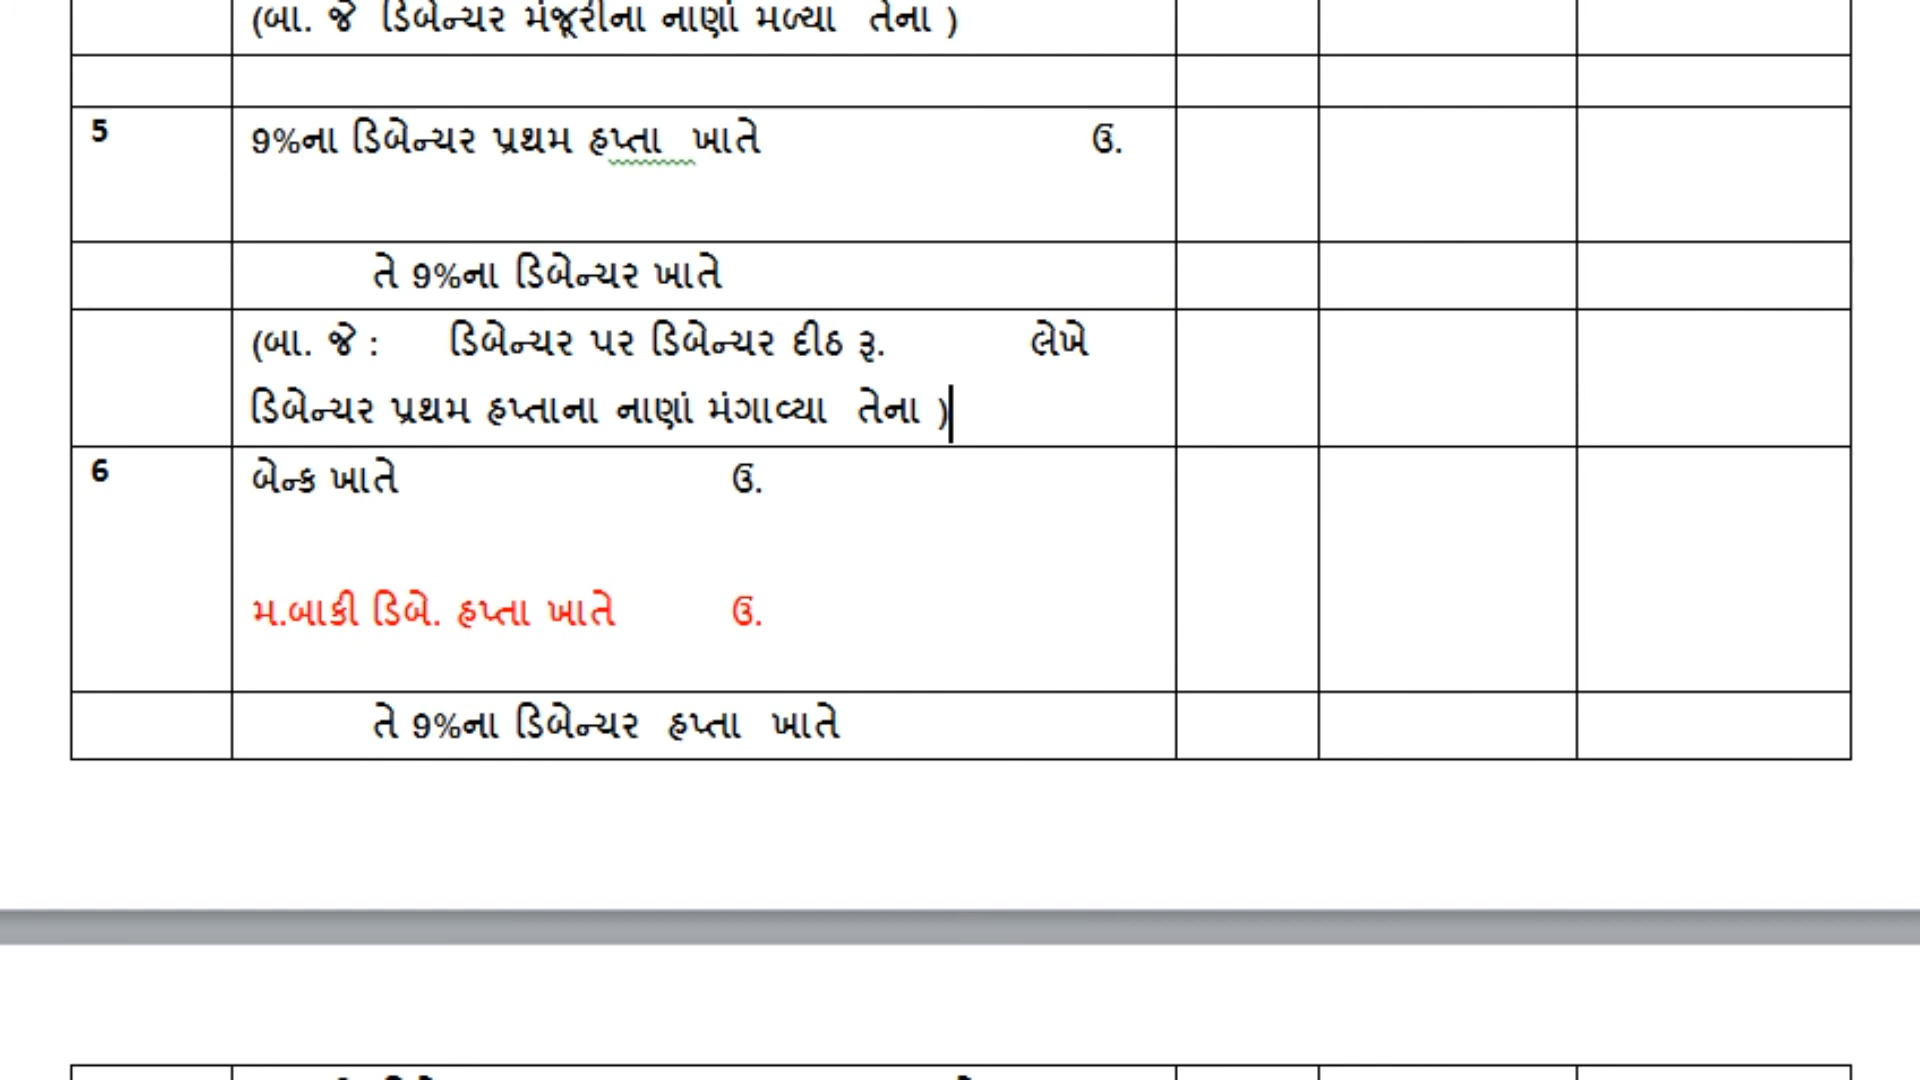 (બા. જે ડિબેન્ચર મંજૂરીના નાણાં મળ્યા તેના )
5 9%ના ડિબેન્ચર પ્રથમ હપ્તા ખાતે ઉ.
તે 9%ના ડિબેન્ચર ખાતે
(બા. જે : ડિબેન્ચર પર ડિબેન્ચર દીઠ રૂ. લેખે
ડિબેન્ચર પ્રથમ હપ્તાના નાણાં મંગાવ્યા તેના )
6 બેન્ક ખાતે ઉ.
મ.બાકી ડિબે. હપ્તા ખાતે ઉ.
તે 9%ના ડિબેન્ચર હપ્તા ખાતે